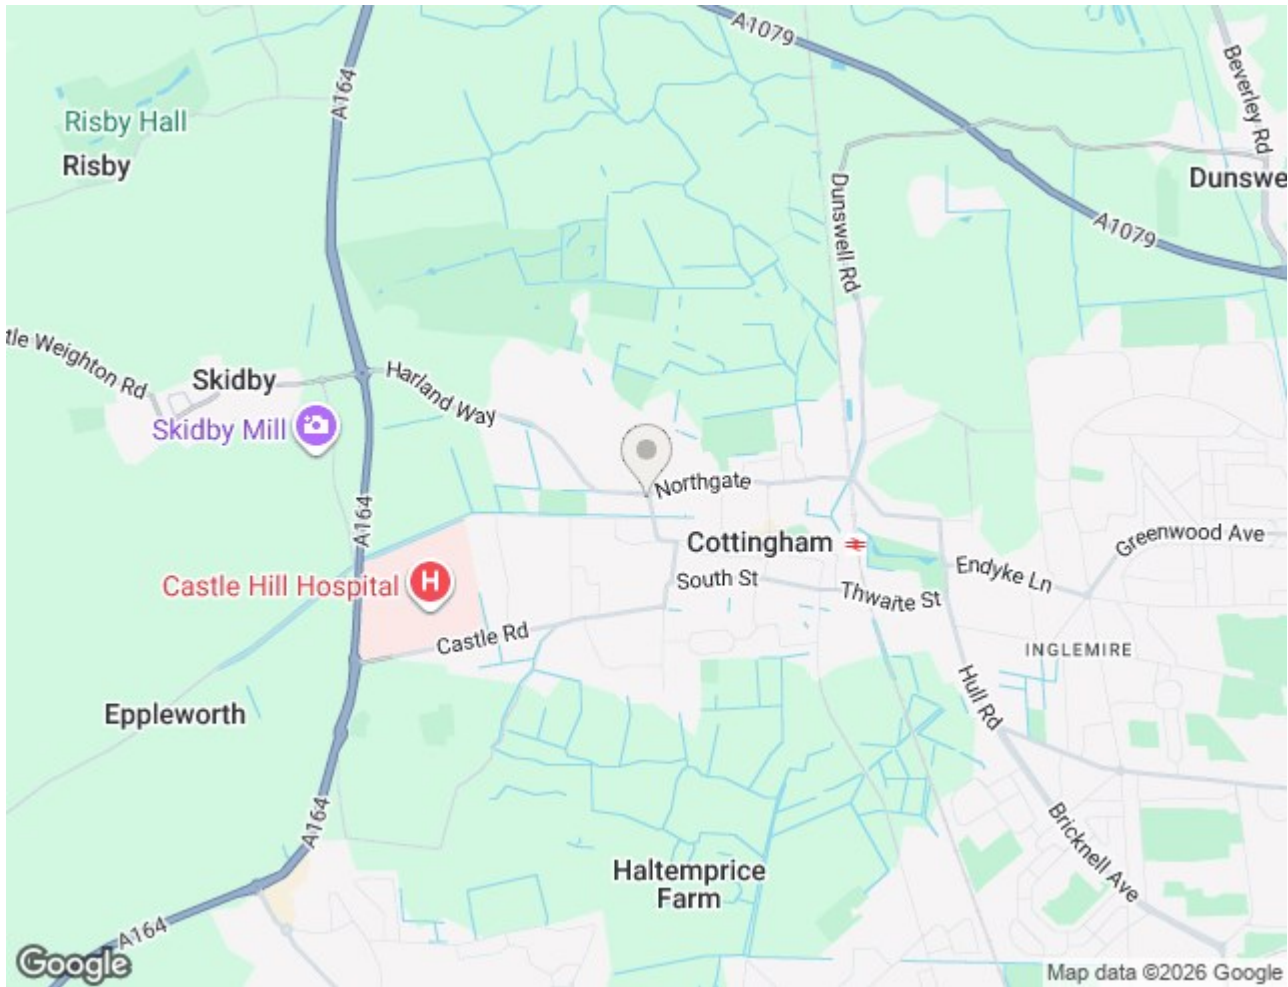 A1079
A164
Beverley Rd
Risby Hall
Risby
Dunswe
Dunswell Rd
A1079
tle Weighton Rd
Skidby
Harland Way
Skidby Mill
Northgate
A164
Cottingham
Greenwood Ave
Castle Hill Hospital
H
South St
Endyke Ln
Thwaite St
Castle Rd
INGLEMIRE
Hull Rd
Eppleworth
A164
Bricknell Ave
Haltemprice
Farm
A164
Google
Map data ©2026 Google